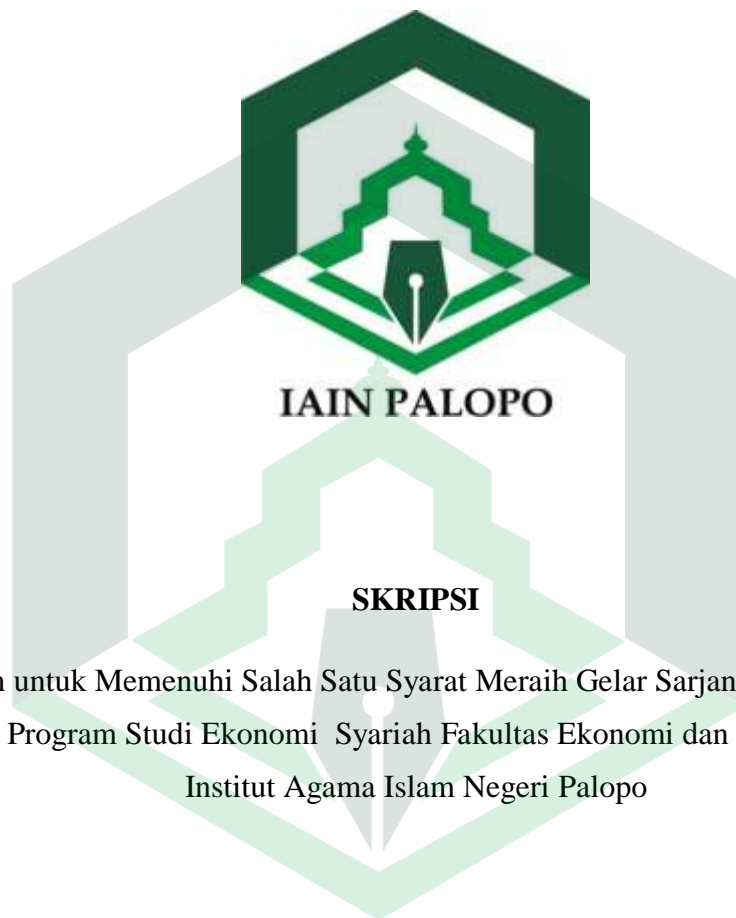 IAIN PALOPO
SKRIPSI
untuk Memenuhi Salah Satu Syarat Meraih Gelar
Program Studi Ekonomi Syariah Fakultas Ekonomi dan
Institut Agama Islam Negeri Palopo